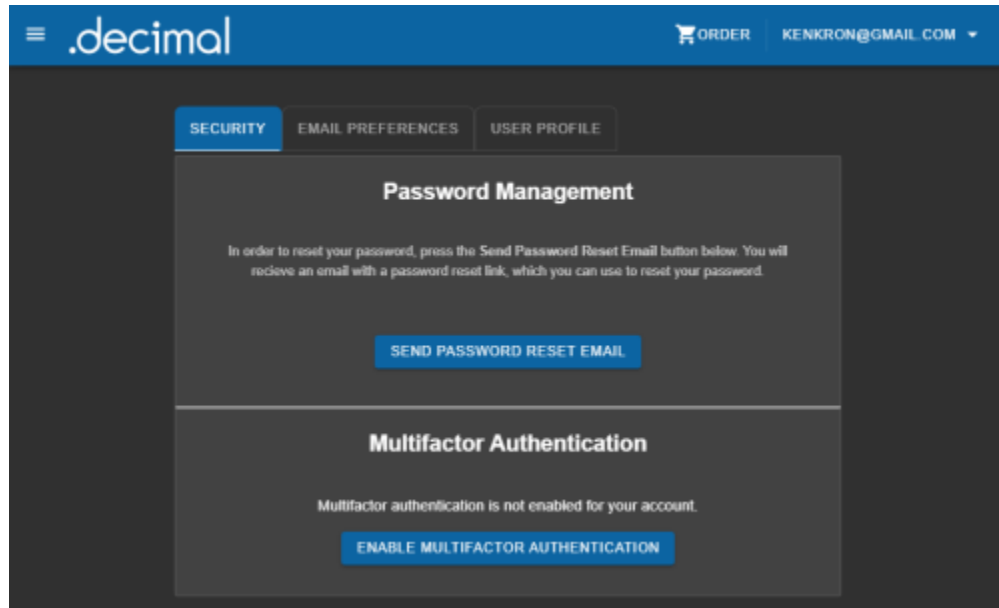 .decimal
ORDER
KENKRON@GMAIL.COM
SECURITY
EMAIL PREFERENCES
USER PROFILE
Password Management
In order to reset your password, press the Send Password Reset Email button below. You will
recieve an email with a password reset link, which you can use to reset your password.
SEND PASSWORD RESET EMAIL
Multifactor Authentication
Multifactor authentication is not enabled for your account.
ENABLE MULTIFACTOR AUTHENTICATION